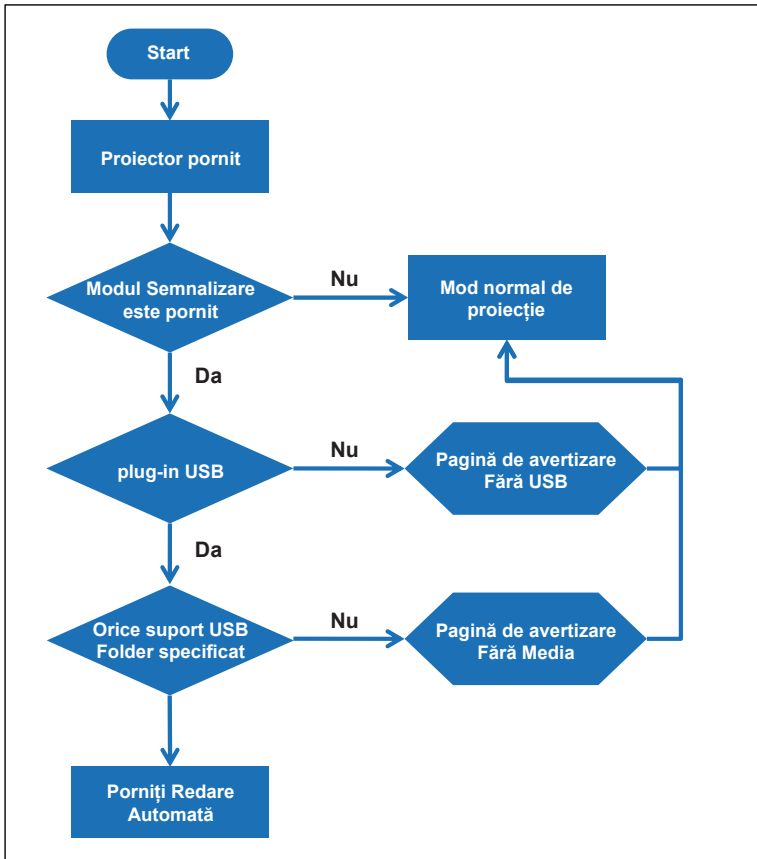 Start
Proiector pornit
Modul Semnalizare
este pornit
Nu
Mod normal de
proiecție
Da
plug-in USB
Nu
Pagină de avertizare
Fără USB
Da
Orice suport USB
Folder specificat
Nu
Pagină de avertizare
Fără Media
Porniți Redare
Automată